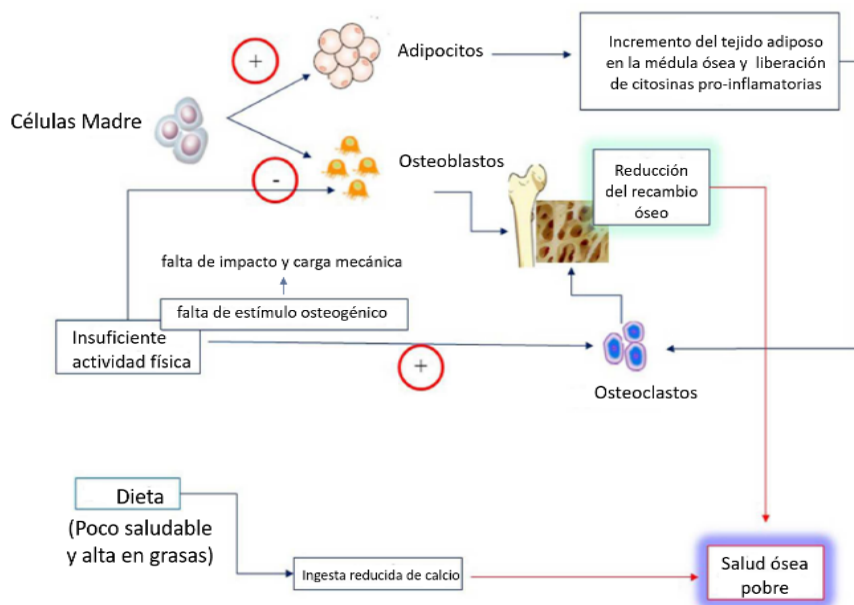 +
Adipocitos
Incremento del tejido adiposo
en la médula ósea y liberación
de citosinas pro-inflamatorias
Células Madre
-
Osteoblastos
Reducción
del recambio
óseo
falta de impacto y carga mecánica
falta de estímulo osteogénico
Insuficiente
actividad física
+
Osteoclastos
Dieta
(Poco saludable
y alta en grasas)
Ingesta reducida de calcio
Salud ósea
pobre